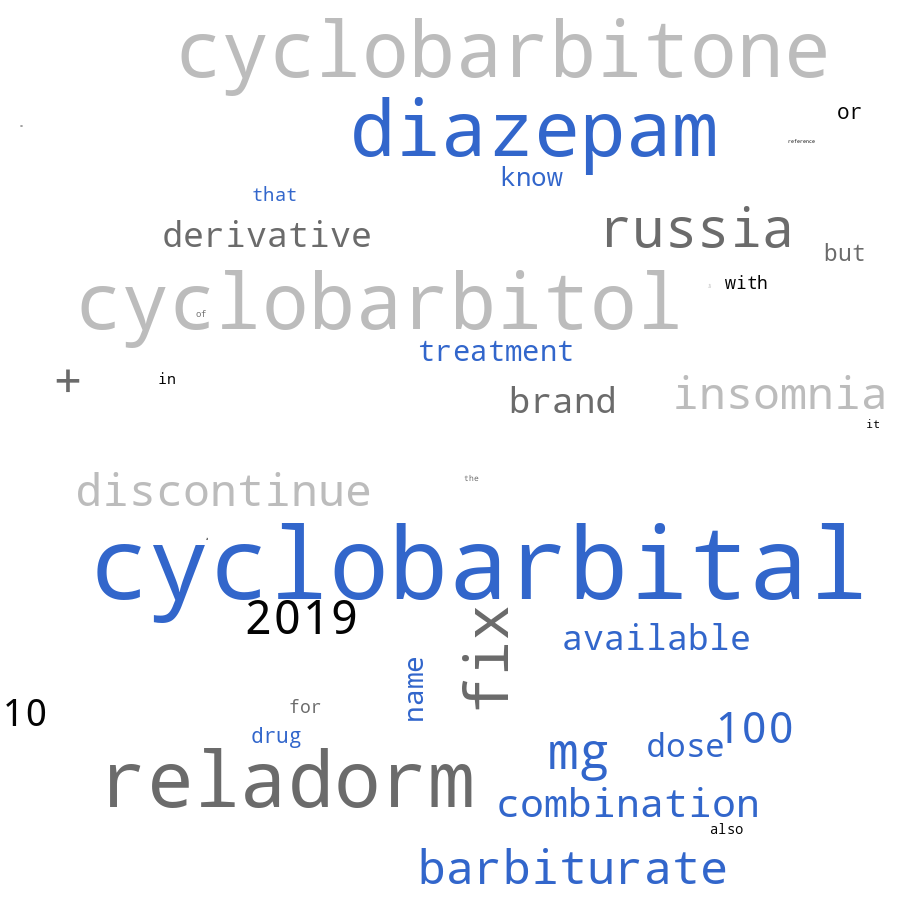 cyclobarbitone
diazepam
or
reference
know
that
derivative
russia
but
cyclobarbitol
of
with
treatment
+
in
brand
insomnia
it
discontinue
the
cyclobarbital
2019
fix
available
name
10
for
drug
100
mg
dose
reladorm
combination
also
barbiturate